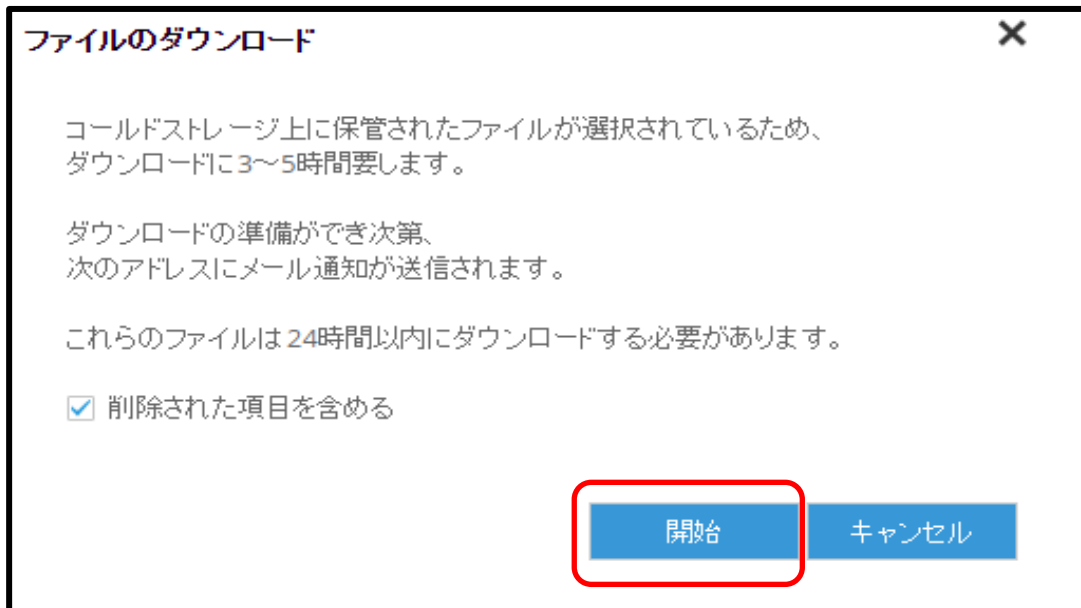 ファイルのダウンロード
コールドストレージ上に保管されたファイルが選択されているため、
ダウンロードに3～5時間要します。
ダウンロードの準備ができ次第、
次のアドレスにメール通知が送信されます。
これらのファイルは24時間以内にダウンロードする必要があります。
削除された項目を含める
開始
キャンセル